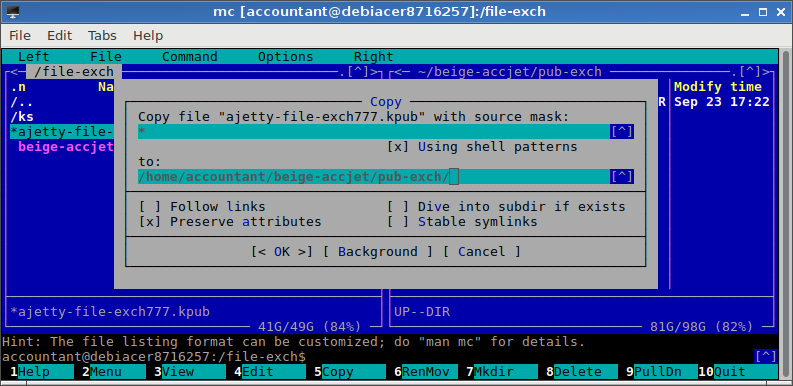 mc [accountant@debiacer8716257]:/file-exch
File Edit Tabs Help
Left File Command Options Right
<─ /file-exch .[^]> <─ ~/beige-accjet/pub-exch .[^]>
.n Na Modify time
/.. R Sep 23 17:22
/ks
*ajetty-file-
beige-accjet
Copy
Copy file "ajetty-file-exch777.kpub" with source mask:
* [^]
[x] Using shell patterns
to:
/home/accountant/beige-accjet/pub-exch/ [^]
[ ] Follow links [ ] Dive into subdir if exists
[x] Preserve attributes [ ] Stable symlinks
[< OK >] [ Background ] [ Cancel ]
*ajetty-file-exch777.kpub UP--DIR
41G/49G (84%) 81G/98G (82%)
Hint: The file listing format can be customized; do "man mc" for details.
accountant@debiacer8716257:/file-exch$ [^]
1Help 2Menu 3View 4Edit 5Copy 6RenMov 7Mkdir 8Delete 9PullDn 10Quit